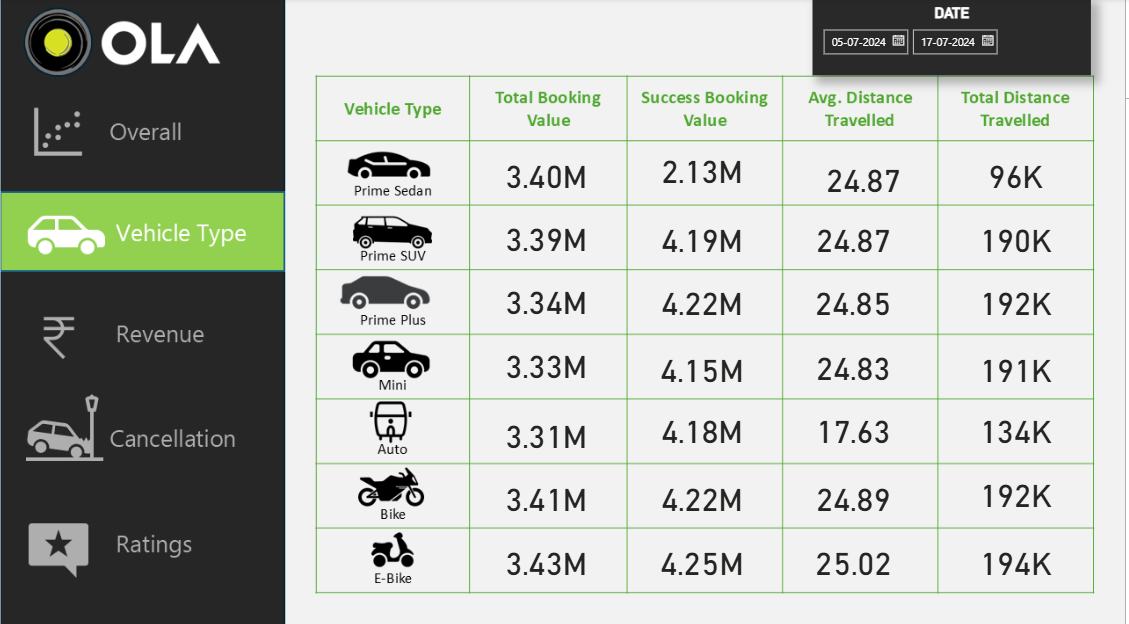 OLA
DATE
05-07-2024 17-07-2024
Overall
Vehicle Type
Revenue
Cancellation
Ratings
Vehicle Type Total Booking Value Success Booking Value Avg. Distance Travelled Total Distance Travelled
Prime Sedan 3.40M 2.13M 24.87 96K
Prime SUV 3.39M 4.19M 24.87 190K
Prime Plus 3.34M 4.22M 24.85 192K
Mini 3.33M 4.15M 24.83 191K
Auto 3.31M 4.18M 17.63 134K
Bike 3.41M 4.22M 24.89 192K
E-Bike 3.43M 4.25M 25.02 194K